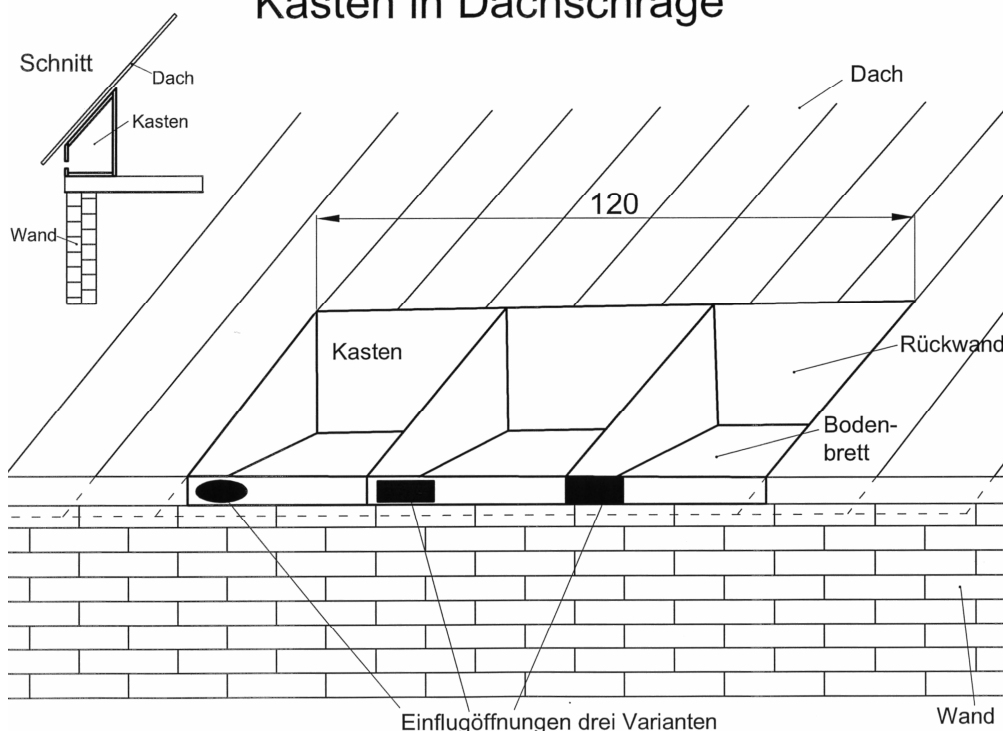 Kasten in Dachschräge
Schnitt
Dach
Kasten
Wand
Dach
120
Kasten
Rückwand
Boden-
brett
Einflugöffnungen drei Varianten
Wand